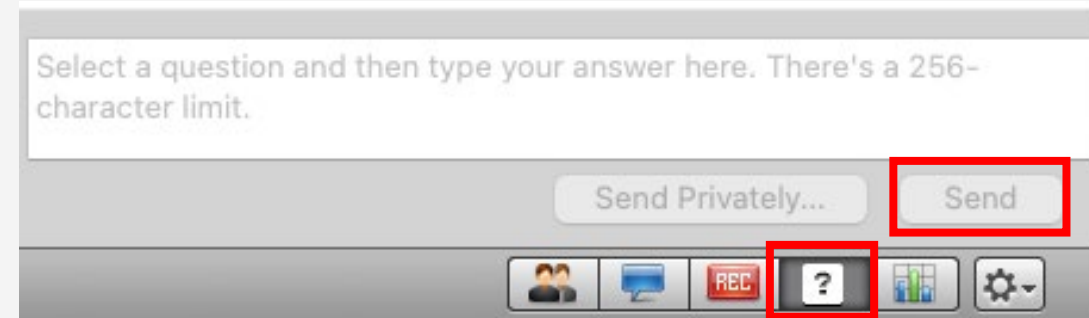 Select a question and then type your answer here. There's a 256-
character limit.
Send Privately... Send
REC ?